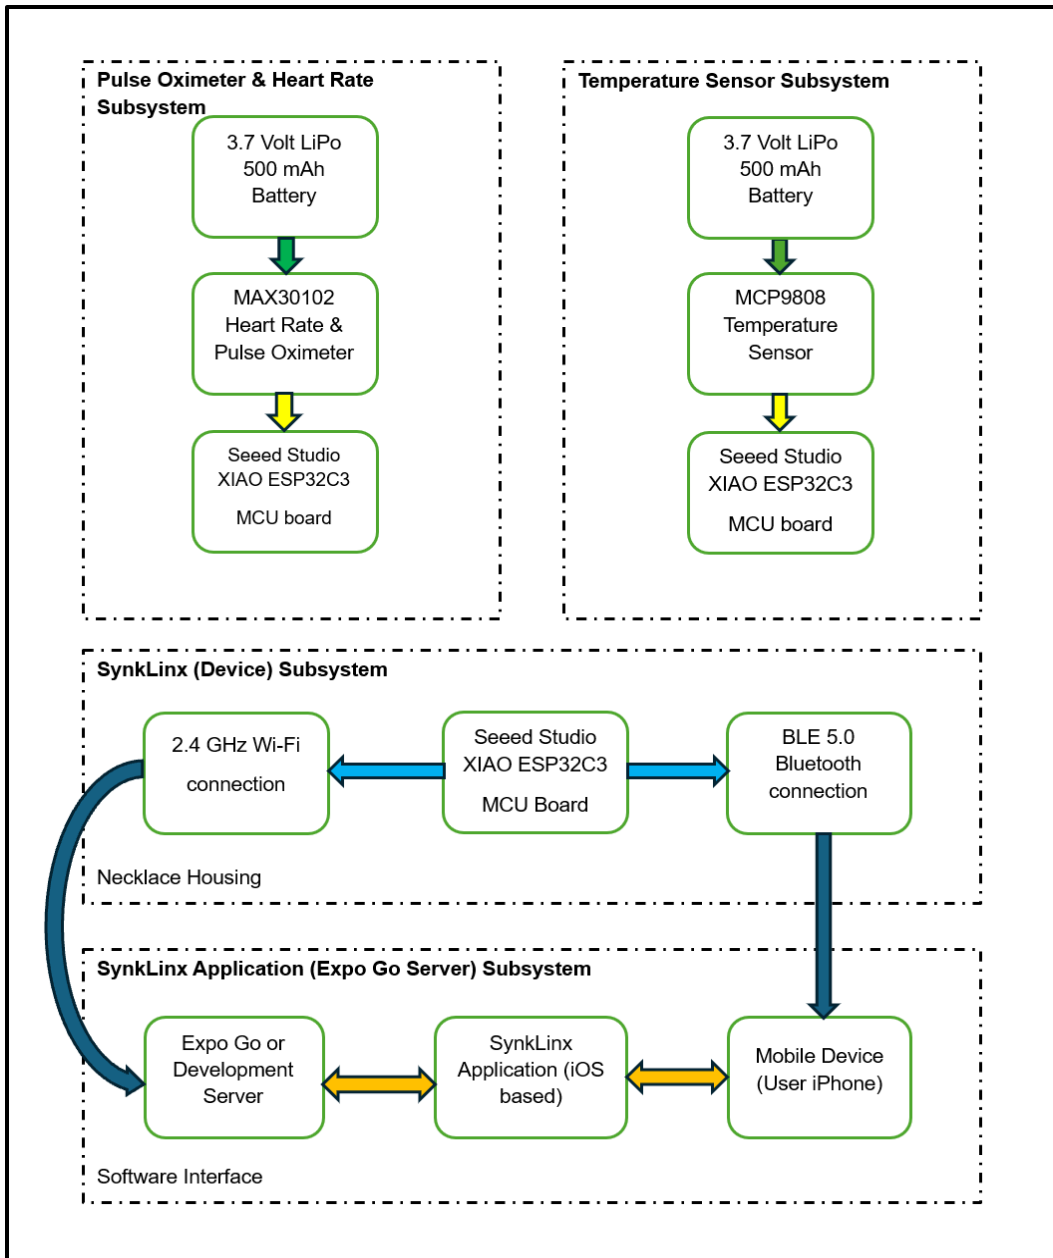 Pulse Oximeter & Heart Rate
Subsystem
3.7 Volt LiPo
500 mAh
Battery
MAX30102
Heart Rate &
Pulse Oximeter
Seeed Studio
XIAO ESP32C3
MCU board
Temperature Sensor Subsystem
3.7 Volt LiPo
500 mAh
Battery
MCP9808
Temperature
Sensor
Seeed Studio
XIAO ESP32C3
MCU board
SynkLinx (Device) Subsystem
2.4 GHz Wi-Fi
connection
Seeed Studio
XIAO ESP32C3
MCU Board
BLE 5.0
Bluetooth
connection
Necklace Housing
SynkLinx Application (Expo Go Server) Subsystem
Expo Go or
Development
Server
SynkLinx
Application (iOS
based)
Mobile Device
(User iPhone)
Software Interface